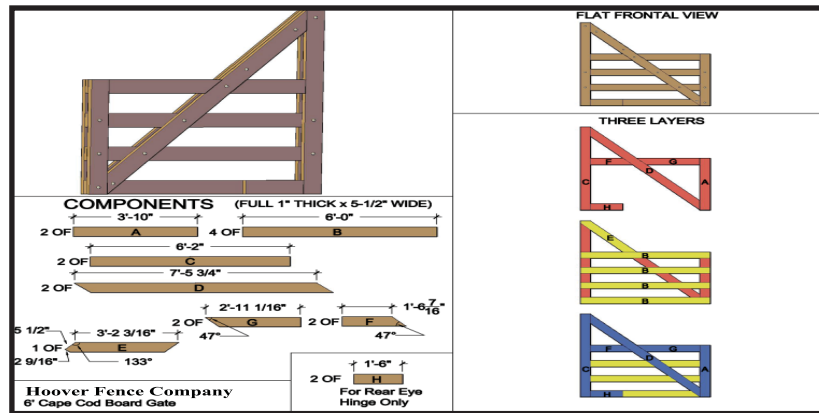 FLAT FRONTAL VIEW
THREE LAYERS
F G
D
C A
H
E
B
B
B
B
F G
D
C A
H
COMPONENTS (FULL 1" THICK x 5-1/2" WIDE)
3'-10" 6'-0"
2 OF A 4 OF B
6'-2"
2 OF C
7'-5 3/4"
2 OF D
2'-11 1/16" 1'-6 7/16"
2 OF G 2 OF F
47° 47°
5 1/2" 3'-2 3/16"
1 OF E
2 9/16" 133°
1'-6"
2 OF H
For Rear Eye
Hinge Only
Hoover Fence Company
6' Cape Cod Board Gate